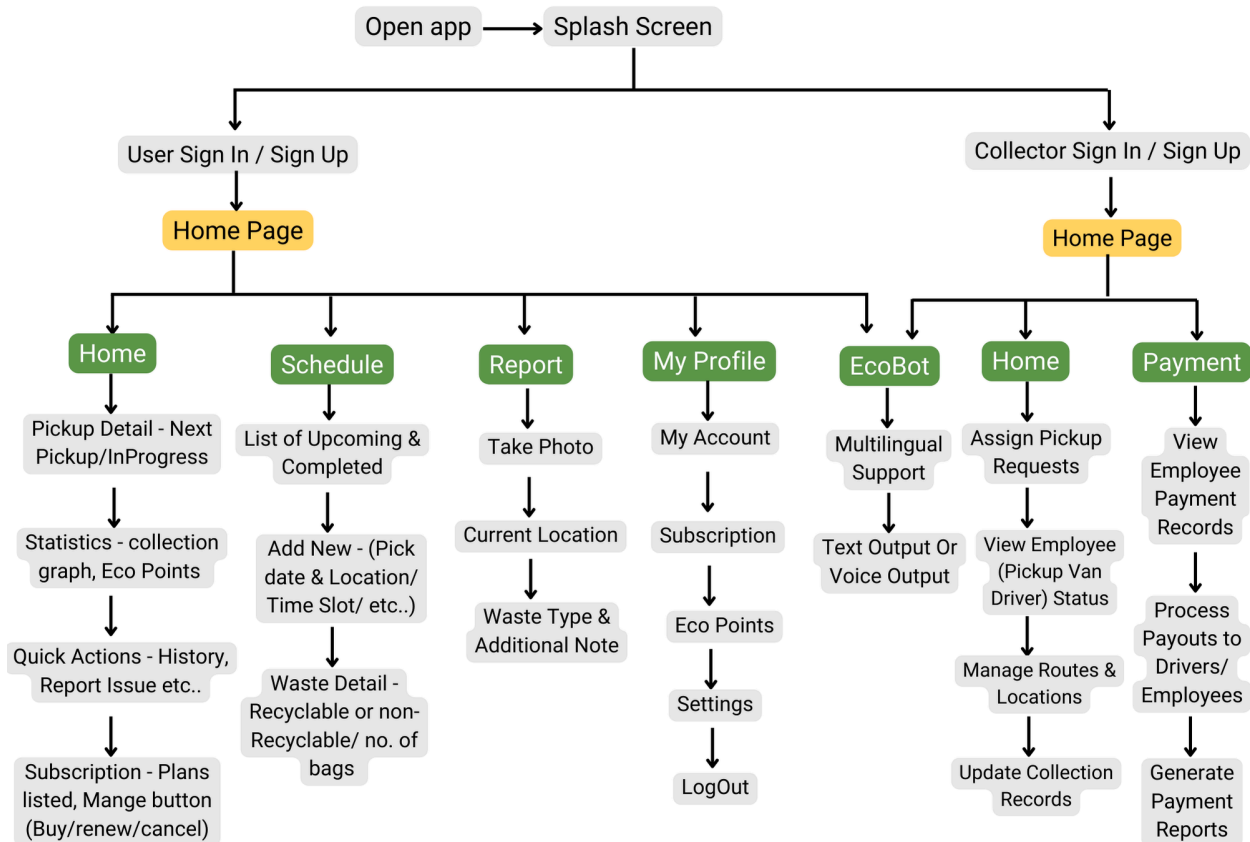 Open app
Splash Screen
User Sign In / Sign Up
Collector Sign In / Sign Up
Home Page
Home Page
Home
Pickup Detail - Next
Pickup/InProgress
Statistics - collection
graph, Eco Points
Quick Actions - History,
Report Issue etc..
Subscription - Plans
listed, Mange button
(Buy/renew/cancel)
Schedule
List of Upcoming &
Completed
Add New - (Pick
date & Location/
Time Slot/ etc..)
Waste Detail -
Recyclable or non-
Recyclable/ no. of
bags
Report
Take Photo
Current Location
Waste Type &
Additional Note
My Profile
My Account
Subscription
Eco Points
Settings
LogOut
EcoBot
Multilingual
Support
Text Output Or
Voice Output
Home
Assign Pickup
Requests
View Employee
(Pickup Van
Driver) Status
Manage Routes &
Locations
Update Collection
Records
Payment
View
Employee
Payment
Records
Process
Payouts to
Drivers/
Employees
Generate
Payment
Reports